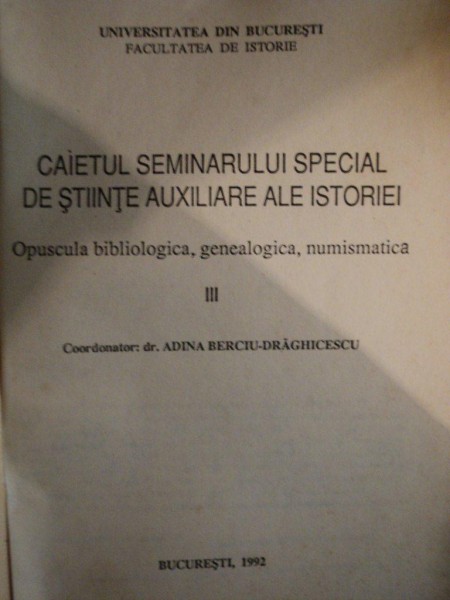 UNIVERSITATEA DIN BUCUREŞTI
FACULTATEA DE ISTORIE
CAIETUL SEMINARULUI SPECIAL
DE ŞTIINŢE AUXILIARE ALE ISTORIEI
Opuscula bibliologica, genealogica, numismatica
III
Coordonator: dr. ADINA BERCIU-DRĂGHICESCU
BUCUREŞTI, 1992